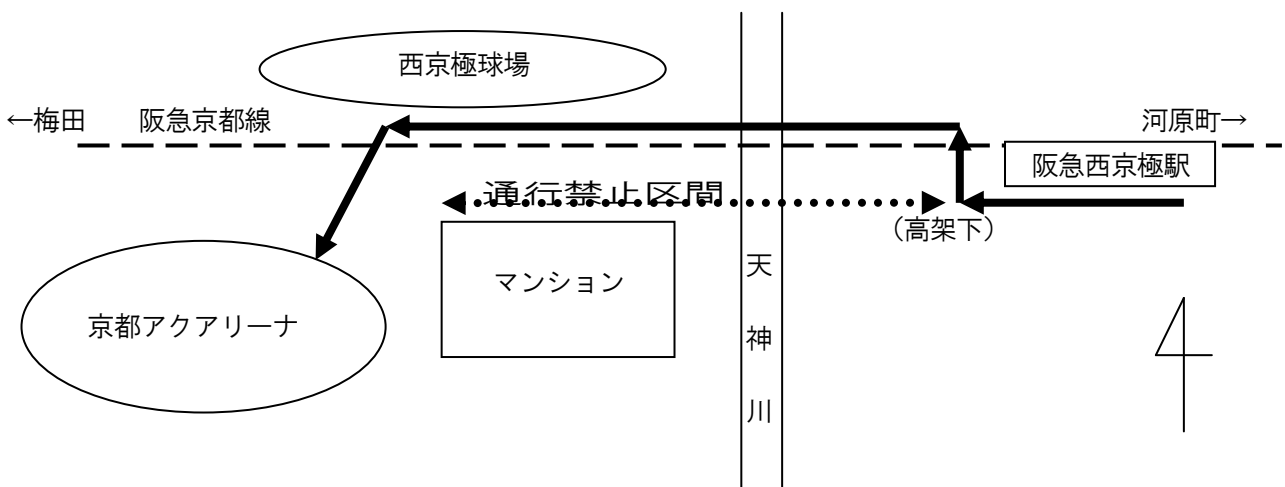 西京極球場
←梅田
阪急京都線
河原町→
阪急西京極駅
通行禁止区間
（高架下）
マンション
天神川
京都アクアリーナ